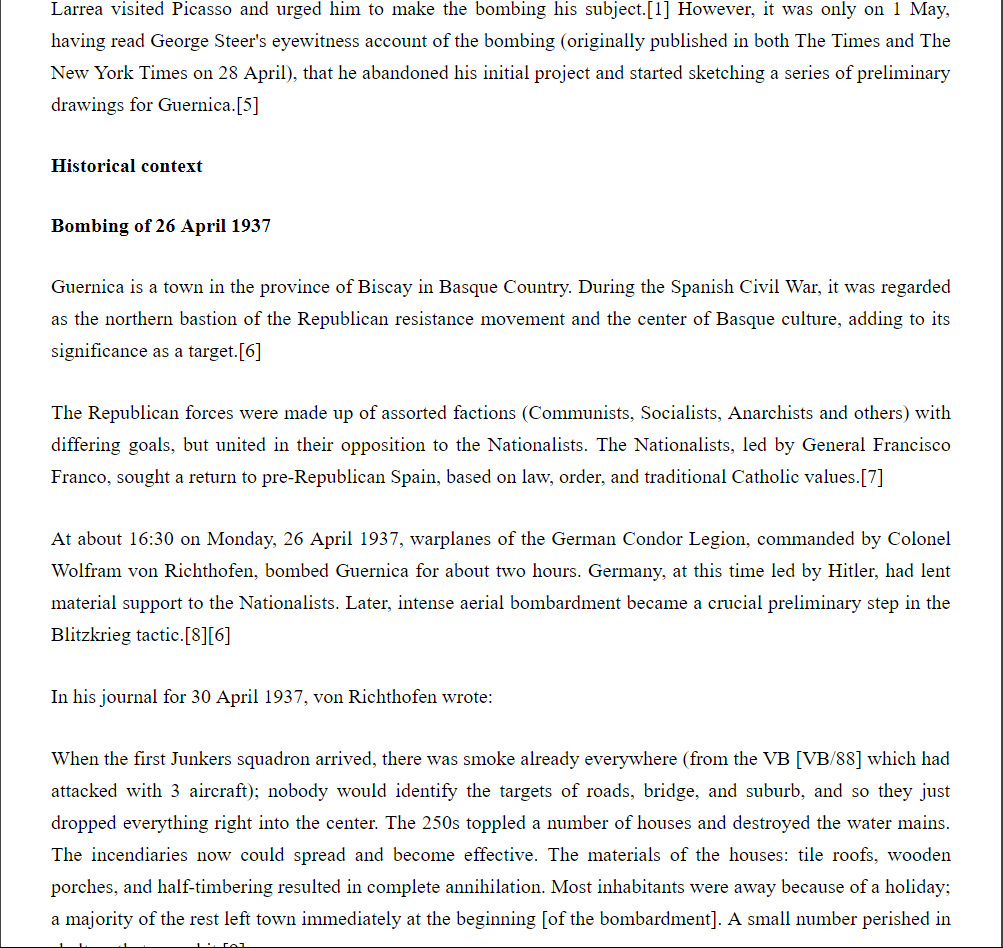 Larrea visited Picasso and urged him to make the bombing his subject.[1] However, it was only on 1 May,
having read George Steer's eyewitness account of the bombing (originally published in both The Times and The
New York Times on 28 April), that he abandoned his initial project and started sketching a series of preliminary
drawings for Guernica.[5]
Historical context
Bombing of 26 April 1937
Guernica is a town in the province of Biscay in Basque Country. During the Spanish Civil War, it was regarded
as the northern bastion of the Republican resistance movement and the center of Basque culture, adding to its
significance as a target.[6]
The Republican forces were made up of assorted factions (Communists, Socialists, Anarchists and others) with
differing goals, but united in their opposition to the Nationalists. The Nationalists, led by General Francisco
Franco, sought a return to pre-Republican Spain, based on law, order, and traditional Catholic values.[7]
At about 16:30 on Monday, 26 April 1937, warplanes of the German Condor Legion, commanded by Colonel
Wolfram von Richthofen, bombed Guernica for about two hours. Germany, at this time led by Hitler, had lent
material support to the Nationalists. Later, intense aerial bombardment became a crucial preliminary step in the
Blitzkrieg tactic.[8][6]
In his journal for 30 April 1937, von Richthofen wrote:
When the first Junkers squadron arrived, there was smoke already everywhere (from the VB [VB/88] which had
attacked with 3 aircraft); nobody would identify the targets of roads, bridge, and suburb, and so they just
dropped everything right into the center. The 250s toppled a number of houses and destroyed the water mains.
The incendiaries now could spread and become effective. The materials of the houses: tile roofs, wooden
porches, and half-timbering resulted in complete annihilation. Most inhabitants were away because of a holiday;
a majority of the rest left town immediately at the beginning [of the bombardment]. A small number perished in